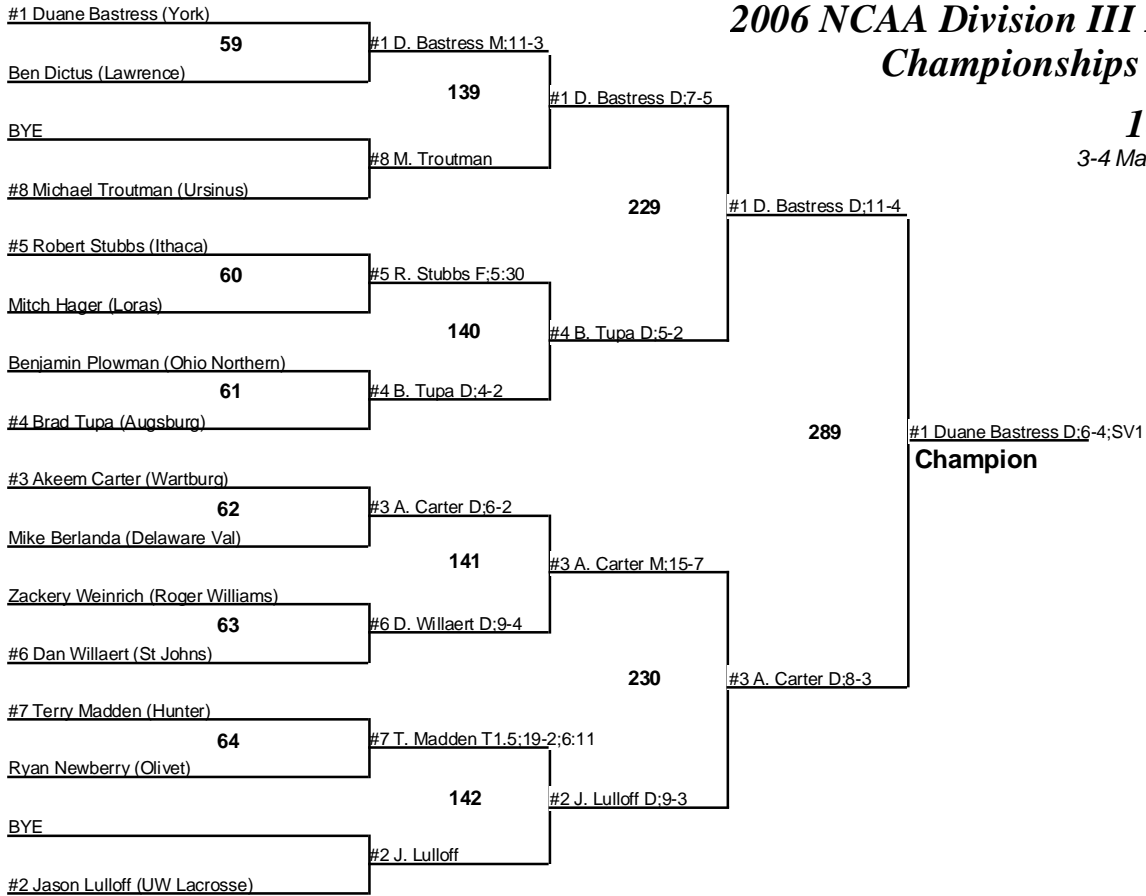 2006 NCAA Division III
Championships
1
3-4 Ma
#1 Duane Bastress (York)
59
Ben Dictus (Lawrence)
BYE
#8 Michael Troutman (Ursinus)
#5 Robert Stubbs (Ithaca)
60
Mitch Hager (Loras)
Benjamin Plowman (Ohio Northern)
61
#4 Brad Tupa (Augsburg)
#3 Akeem Carter (Wartburg)
62
Mike Berlanda (Delaware Val)
Zackery Weinrich (Roger Williams)
63
#6 Dan Willaert (St Johns)
#7 Terry Madden (Hunter)
64
Ryan Newberry (Olivet)
BYE
#2 Jason Lulloff (UW Lacrosse)
#1 D. Bastress M;11-3
139
#8 M. Troutman
#5 R. Stubbs F;5:30
140
#4 B. Tupa D;4-2
#3 A. Carter D;6-2
141
#6 D. Willaert D;9-4
#7 T. Madden T1.5;19-2;6:11
142
#2 J. Lulloff
#1 D. Bastress D;7-5
229
#4 B. Tupa D;5-2
#3 A. Carter M;15-7
230
#2 J. Lulloff D;9-3
#1 D. Bastress D;11-4
289
#3 A. Carter D;8-3
#1 Duane Bastress D;6-4;SV1
Champion